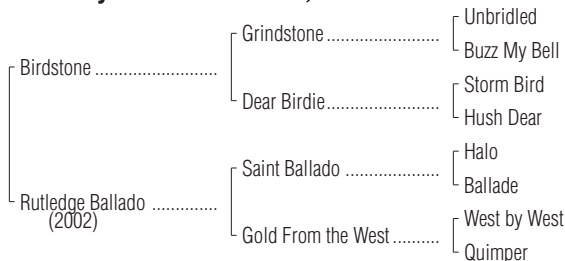 Unbridled
Grindstone ...........................
Buzz My Bell
Birdstone .............................
Storm Bird
Dear Birdie...........................
Hush Dear
Halo
Saint Ballado ......................
Ballade
Rutledge Ballado ...............
(2002)
West by West
Gold From the West ...........
Quimper